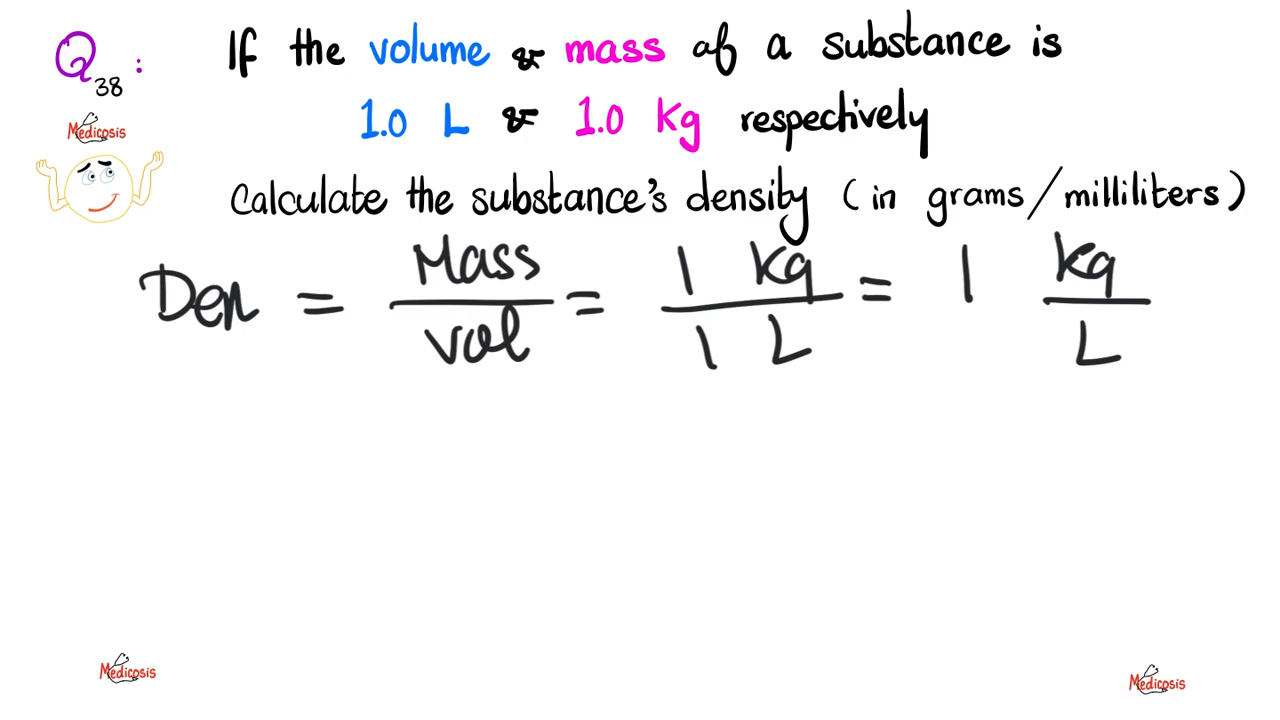 Q38: If the volume & mass of a substance is
Medicosis
1.0 L & 1.0 Kg respectively
Calculate the substance's density (in grams/milliliters)
Den = Mass/Vol = 1 Kg/1 L = 1 Kg/L
Medicosis
Medicosis